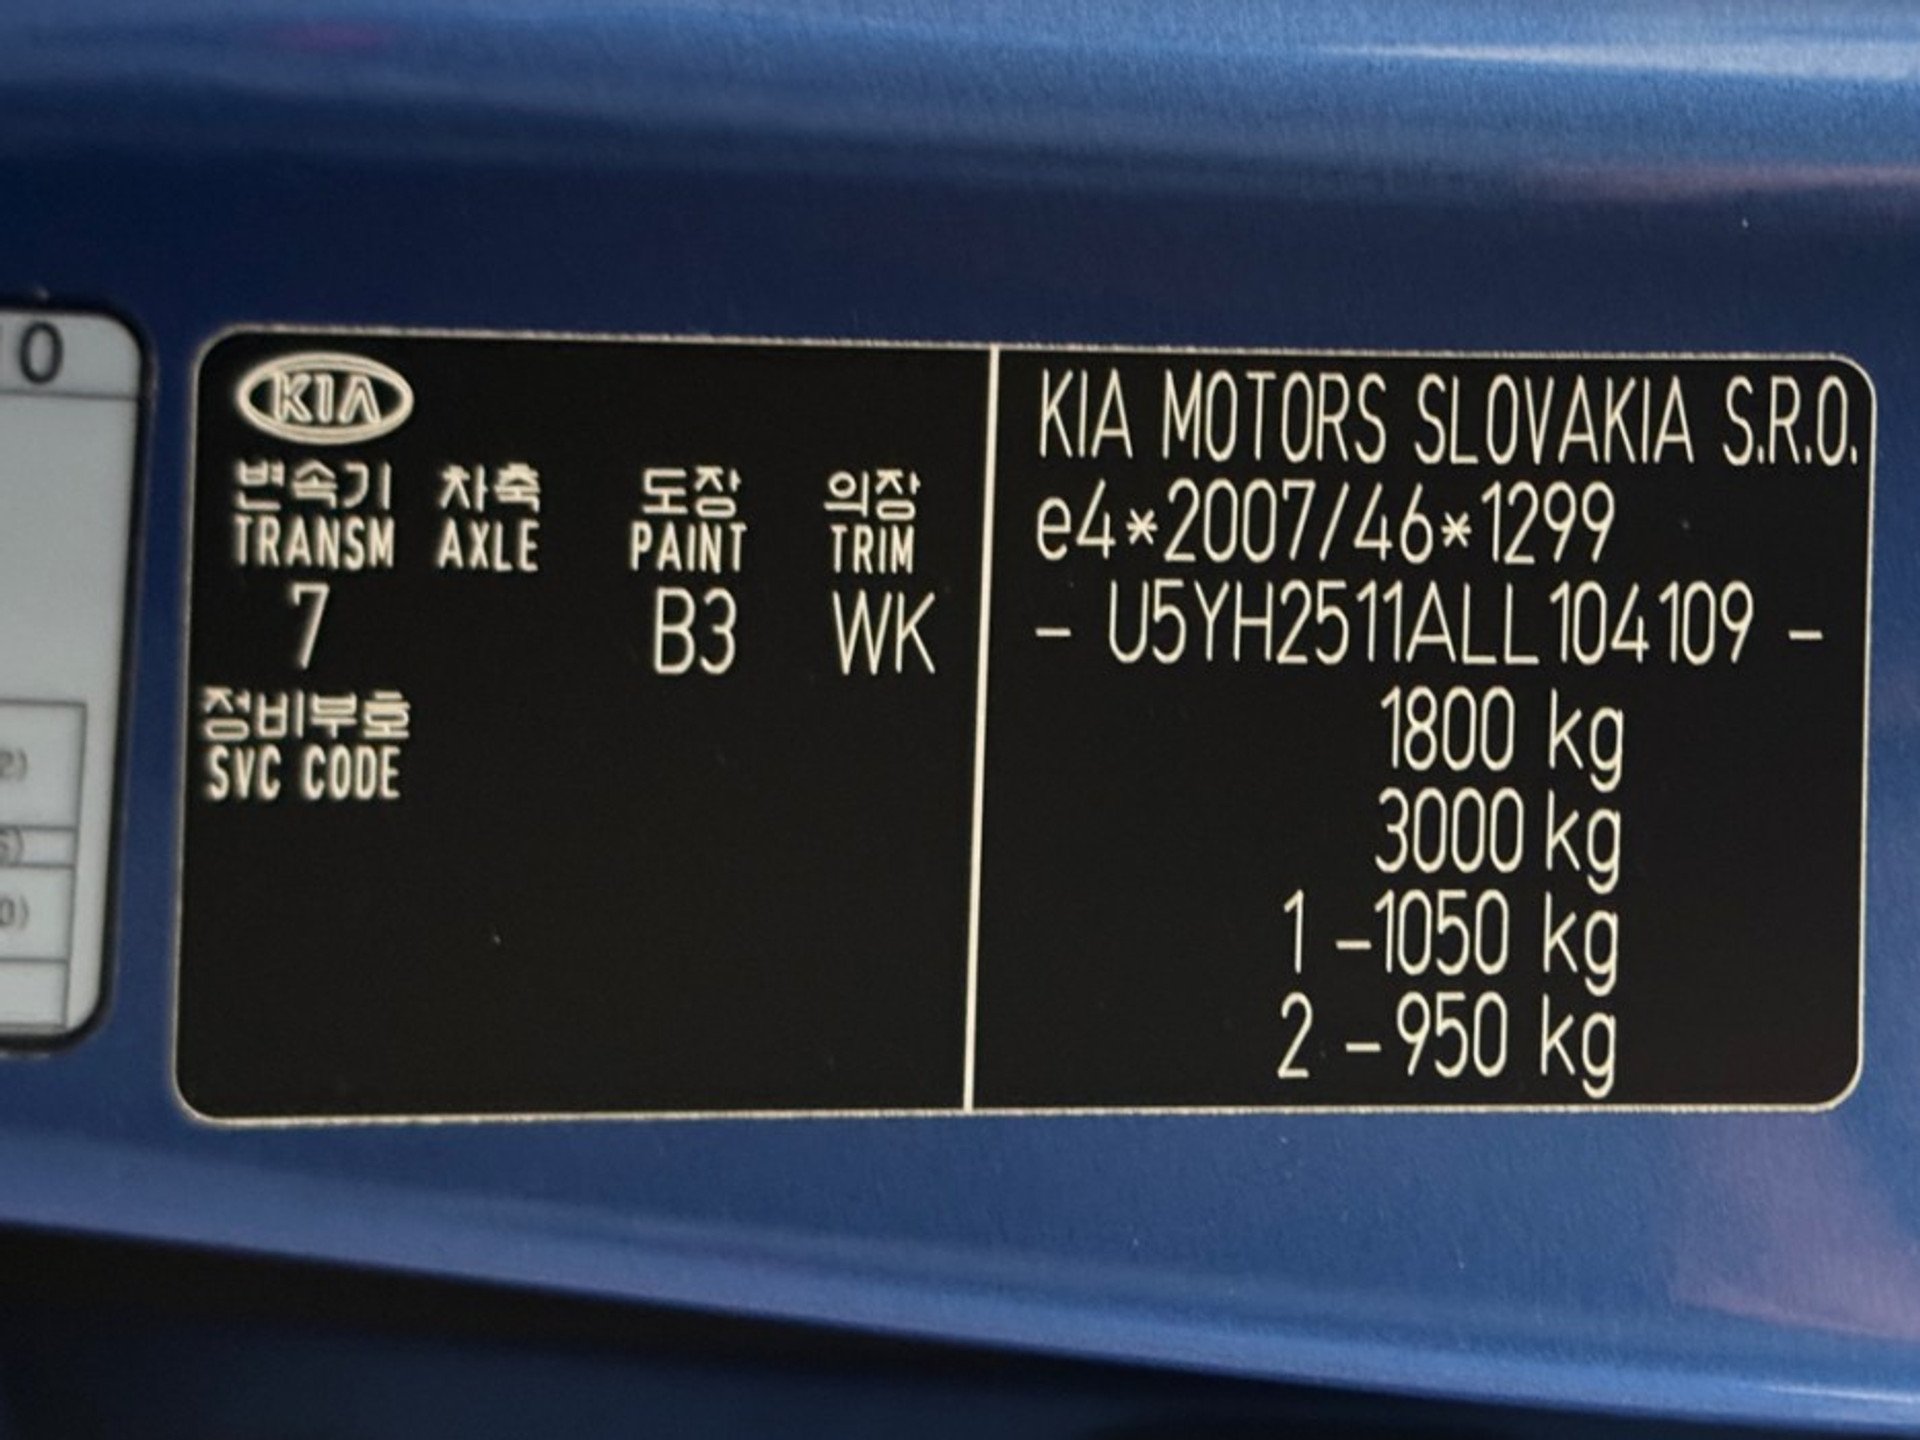 KIA
변속기 차축 도장 의장
TRANSM AXLE PAINT TRIM
7 B3 WK
정비부호
SVC CODE
KIA MOTORS SLOVAKIA S.R.O.
e4*2007/46*1299
- U5YH2511ALL104109 -
1800 kg
3000 kg
1 -1050 kg
2 -950 kg